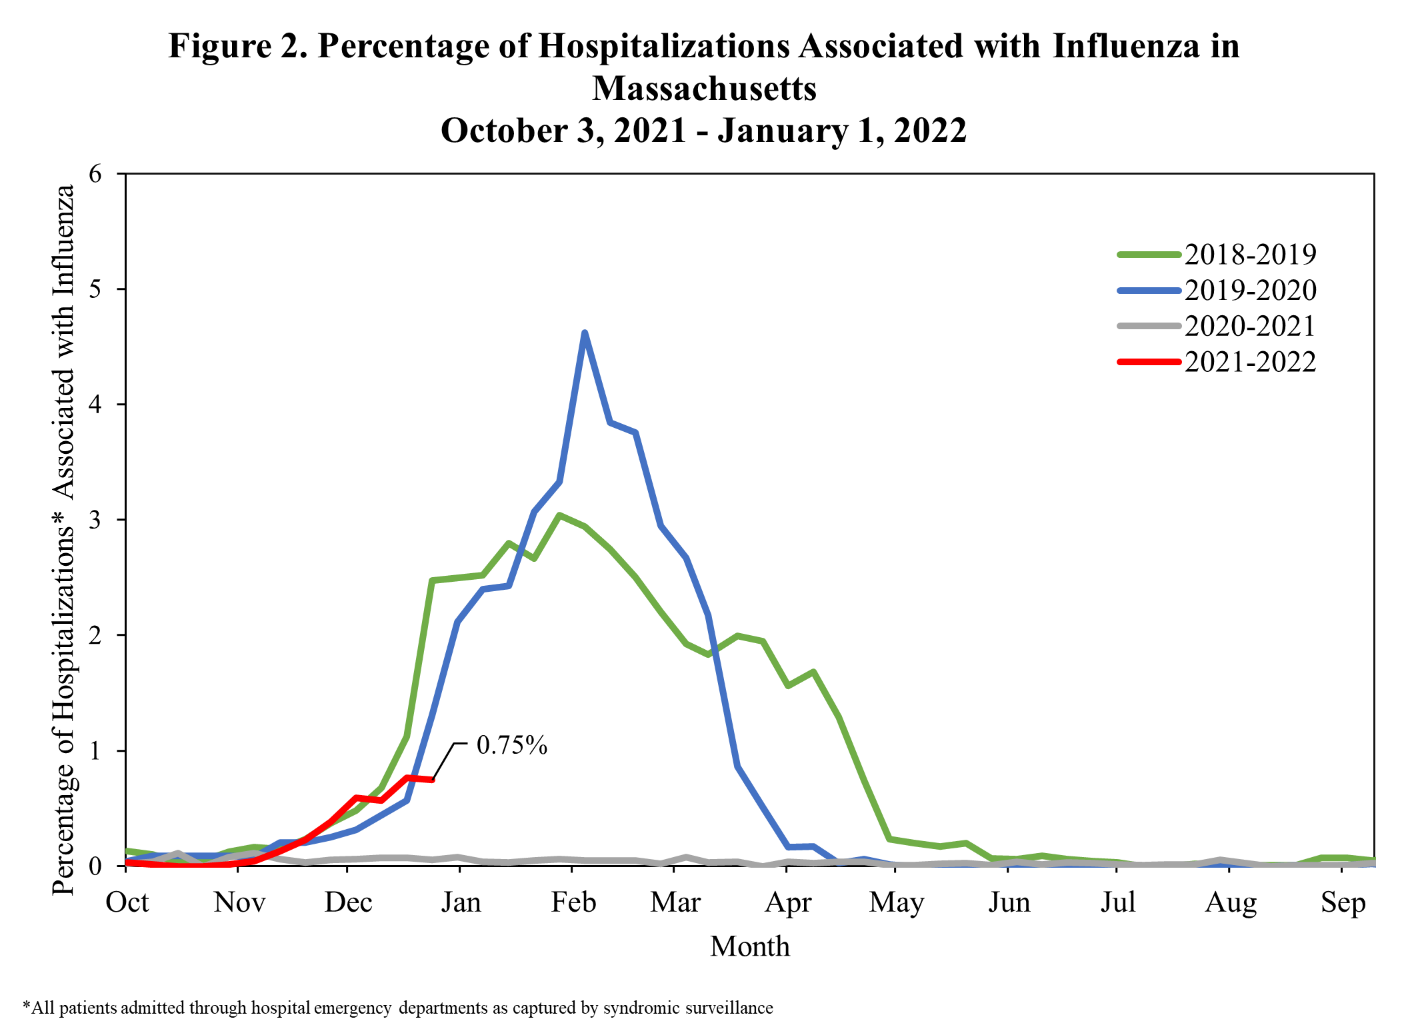 Figure 2. Percentage of Hospitalizations Associated with Influenza in
Massachusetts
October 3, 2021 - January 1, 2022
Percentage of Hospitalizations* Associated with Influenza
6
5
4
3
2
1
0
2018-2019
2019-2020
2020-2021
2021-2022
0.75%
Oct Nov Dec Jan Feb Mar Apr May Jun Jul Aug Sep
Month
*All patients admitted through hospital emergency departments as captured by syndromic surveillance